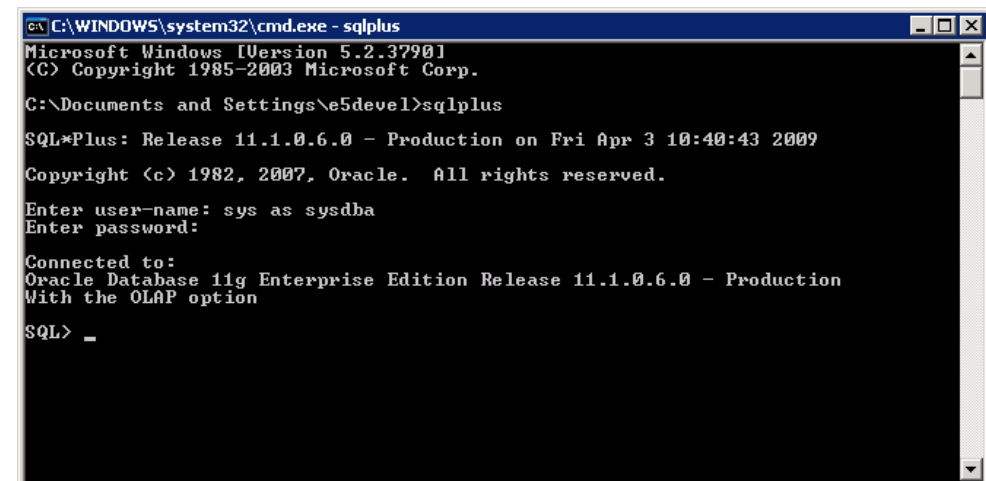 C:\WINDOWS\system32\cmd.exe - sqlplus
Microsoft Windows [Version 5.2.3790]
(C) Copyright 1985-2003 Microsoft Corp.
C:\Documents and Settings\e5devel>sqlplus
SQL*Plus: Release 11.1.0.6.0 - Production on Fri Apr 3 10:40:43 2009
Copyright (c) 1982, 2007, Oracle.  All rights reserved.
Enter user-name: sys as sysdba
Enter password:
Connected to:
Oracle Database 11g Enterprise Edition Release 11.1.0.6.0 - Production
With the OLAP option
SQL> _